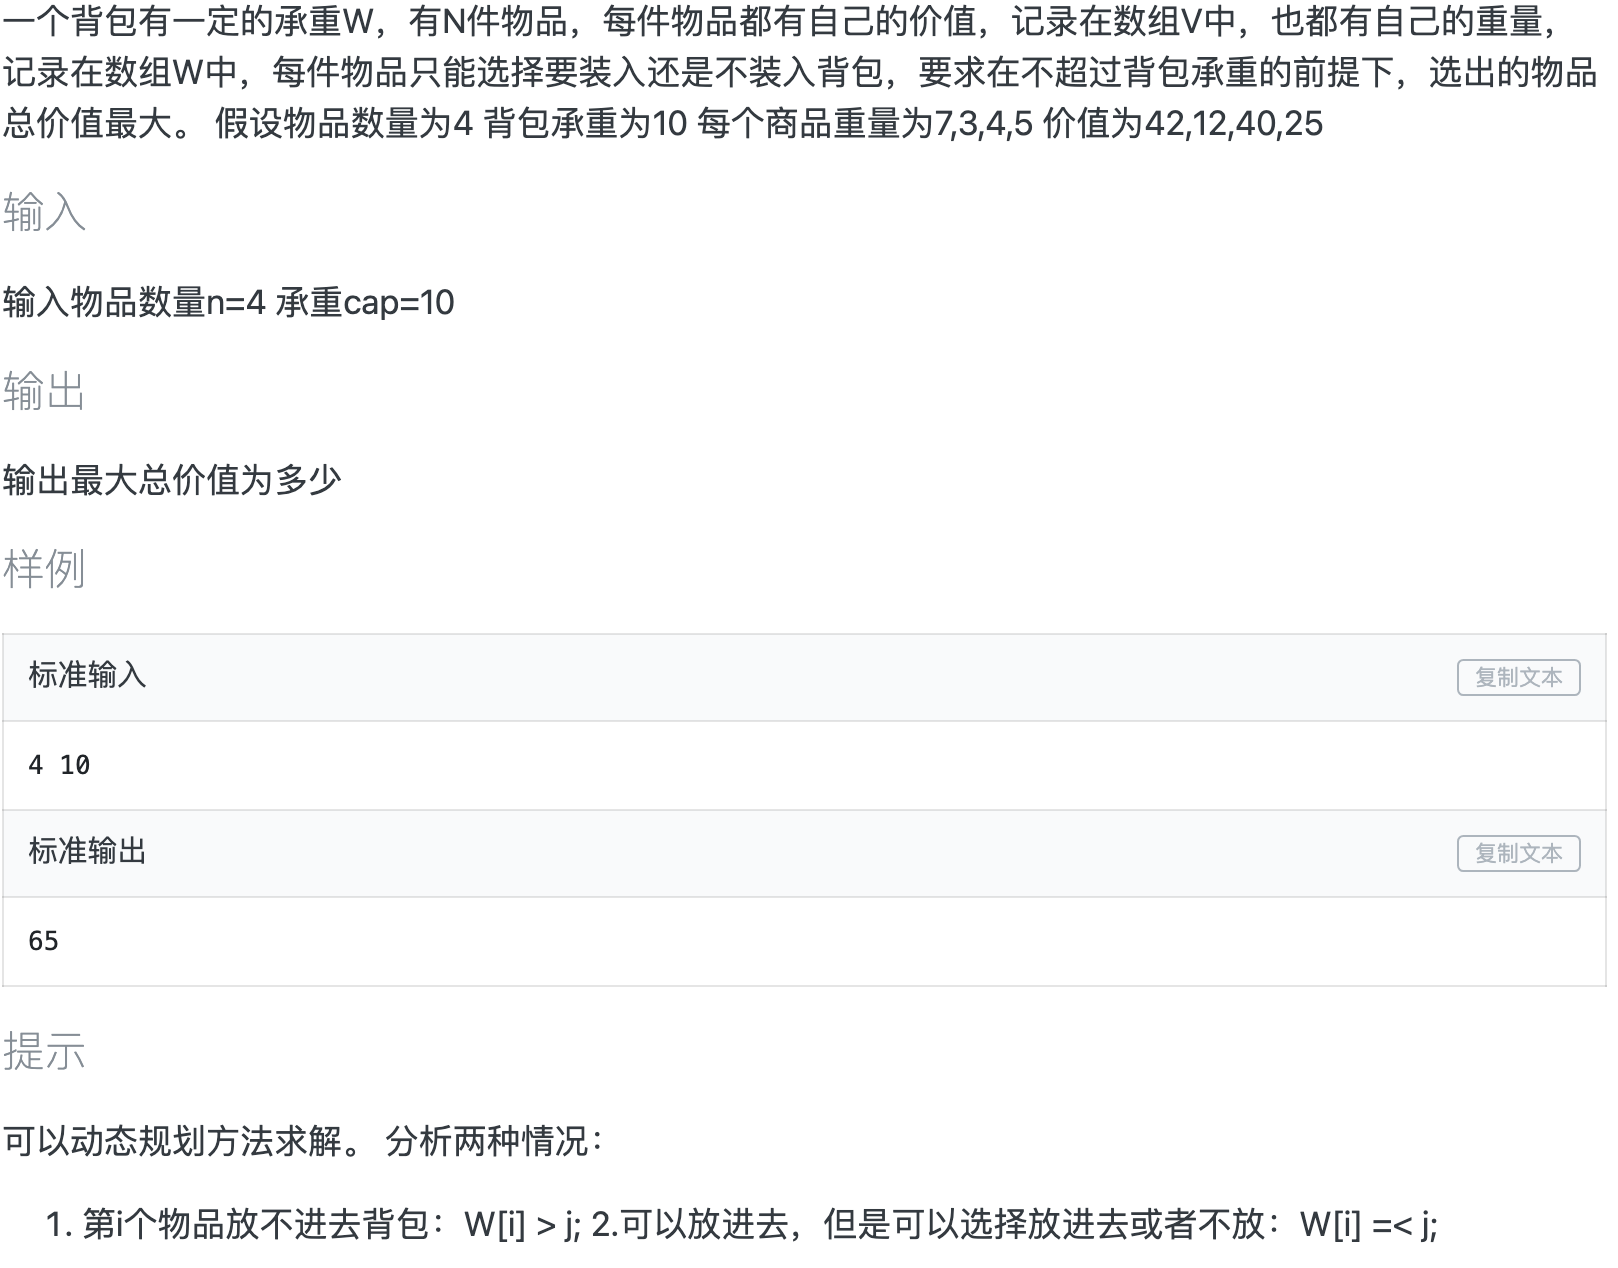 一个背包有一定的承重W，有N件物品，每件物品都有自己的价值，记录在数组V中，也都有自己的重量，
记录在数组W中，每件物品只能选择要装入还是不装入背包，要求在不超过背包承重的前提下，选出的物品
总价值最大。 假设物品数量为4 背包承重为10 每个商品重量为7,3,4,5 价值为42,12,40,25
输入
输入物品数量n=4 承重cap=10
输出
输出最大总价值为多少
样例
标准输入 复制文本
4 10
标准输出 复制文本
65
提示
可以动态规划方法求解。 分析两种情况：
1. 第i个物品放不进去背包：W[i] > j; 2.可以放进去，但是可以选择放进去或者不放：W[i] =< j;